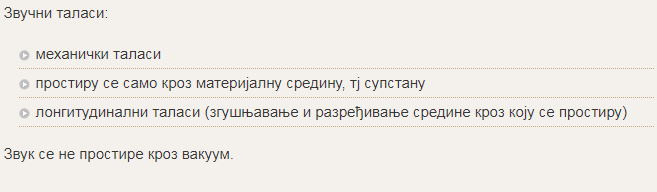 Звучни таласи:
механички таласи
простиру се само кроз материјалну средину, тј супстану
лонгитудинални таласи (згушњавање и разређивање средине кроз коју се простиру)
Звук се не простире кроз вакуум.